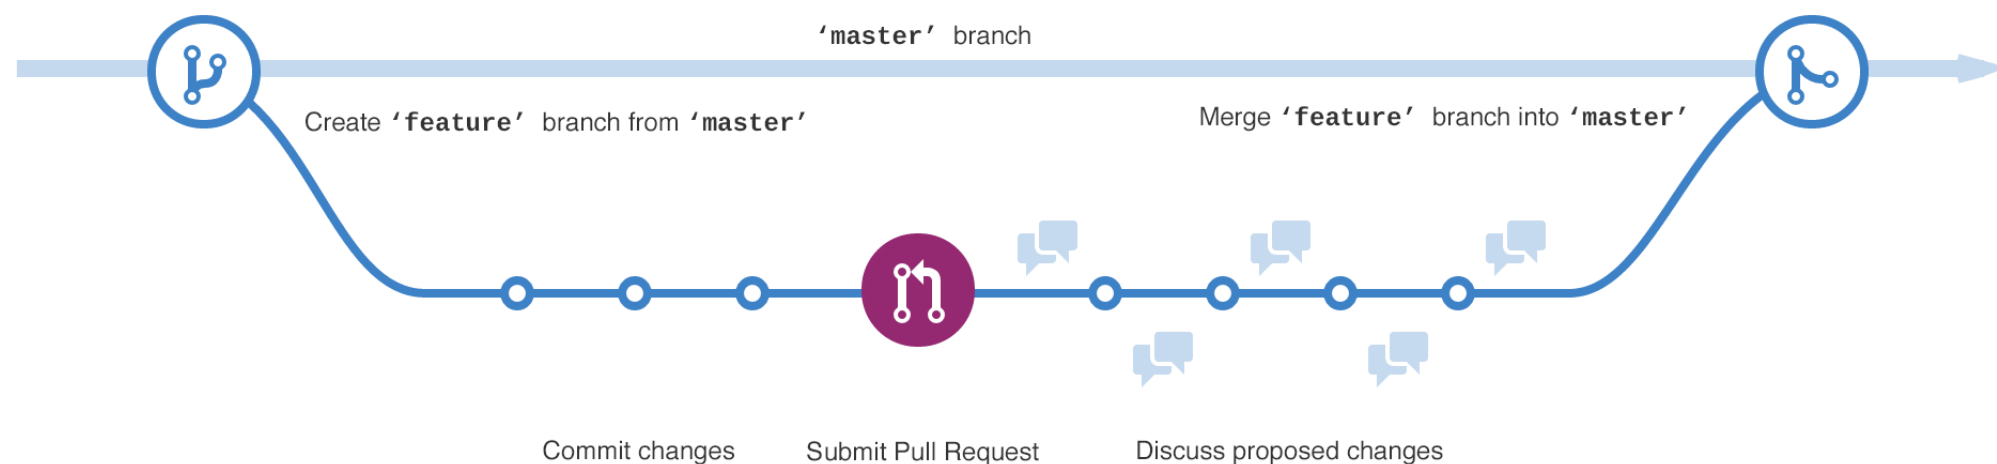 ‘master’ branch
Create ‘feature’ branch from ‘master’
Merge ‘feature’ branch into ‘master’
Commit changes
Submit Pull Request
Discuss proposed changes